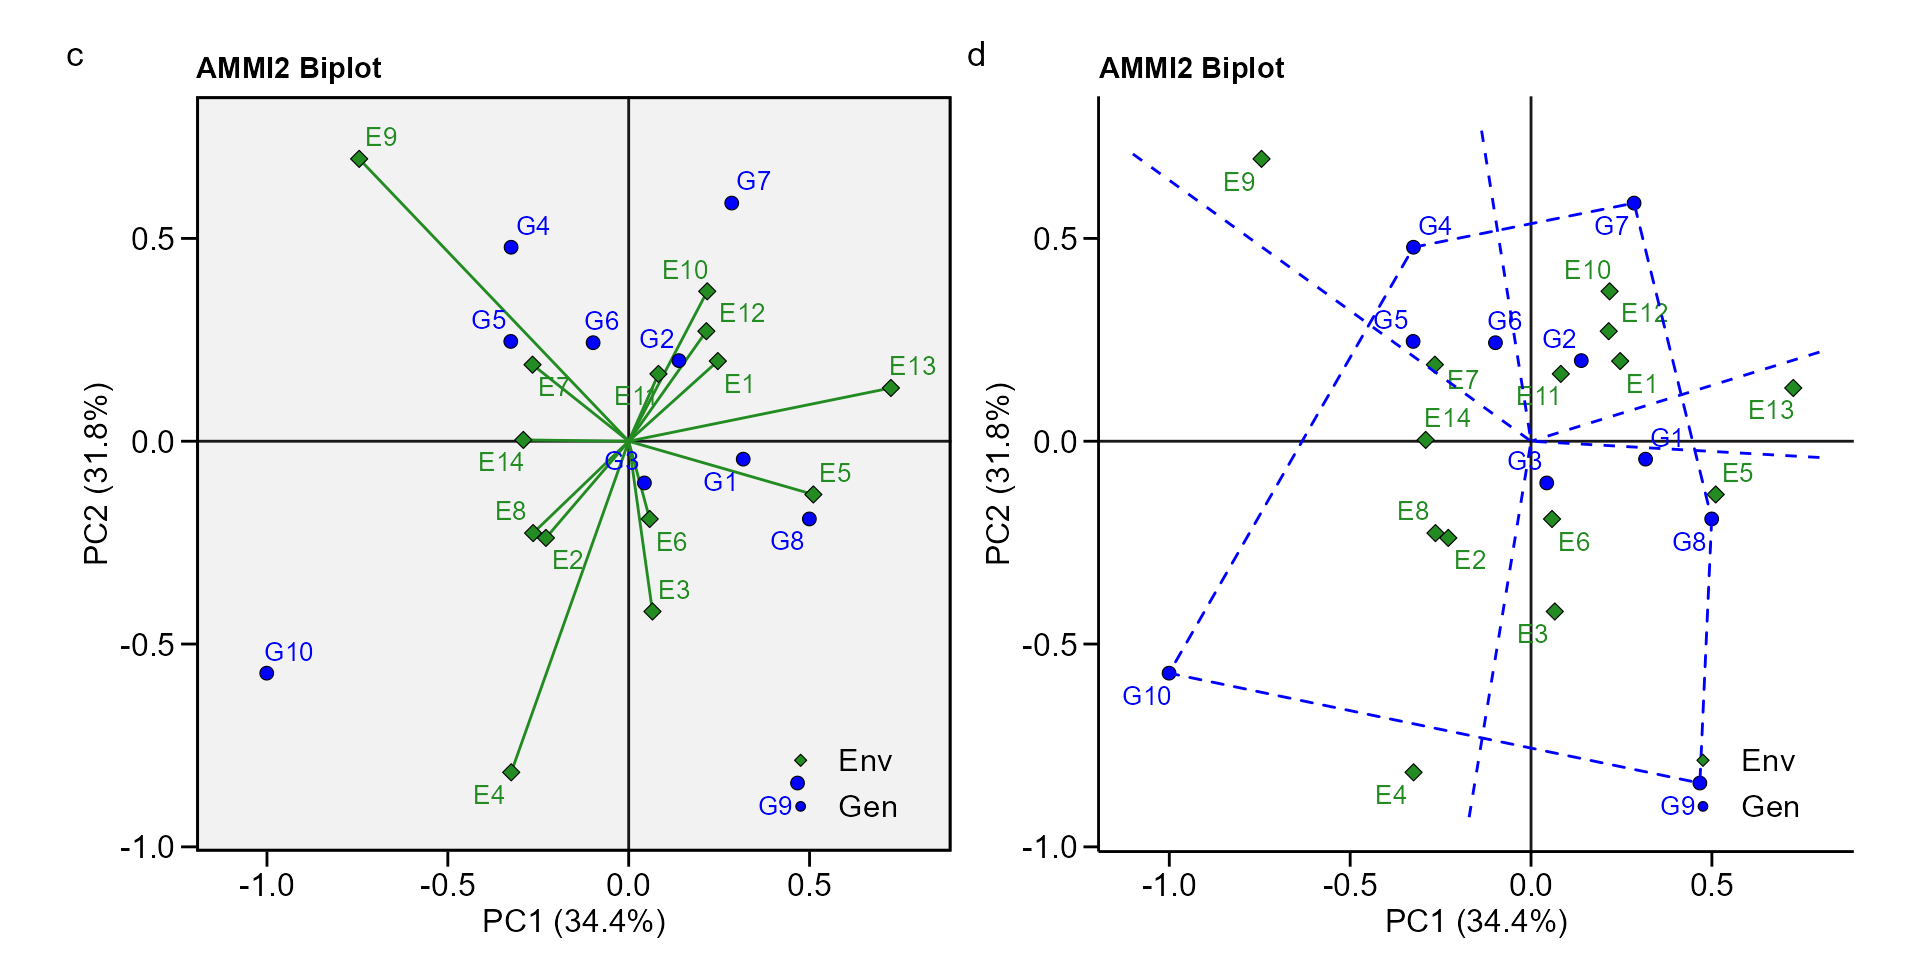 c
AMMI2 Biplot
E9
G7
G4
E10
E12
G5
G6
G2
E13
E7
E11
E1
E14
G3
G1
E5
E8
G8
E2
E6
E3
G10
E4
G9
Env
Gen
0.5
0.0
-0.5
-1.0
PC2 (31.8%)
-1.0
-0.5
0.0
0.5
PC1 (34.4%)
d
AMMI2 Biplot
E9
G4
G7
E10
E12
G5
G6
G2
E7
E11
E1
E13
E14
G1
G3
E5
E8
G8
E2
E6
E3
G10
E4
G9
Env
Gen
0.5
0.0
-0.5
-1.0
PC2 (31.8%)
-1.0
-0.5
0.0
0.5
PC1 (34.4%)